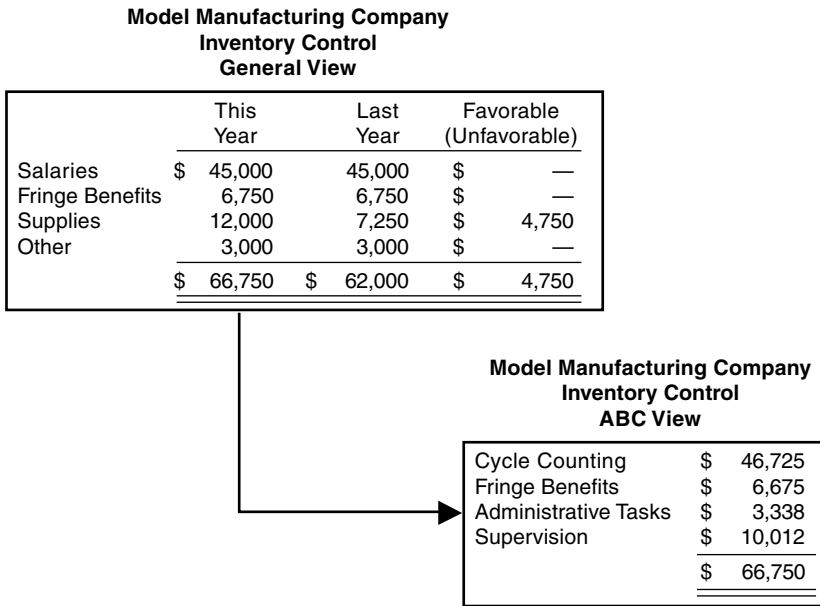 Model Manufacturing Company
Inventory Control
General View
This Last Favorable
Year Year (Unfavorable)
Salaries $ 45,000 45,000 $ —
Fringe Benefits 6,750 6,750 $ —
Supplies 12,000 7,250 $ 4,750
Other 3,000 3,000 $ —
$ 66,750 $ 62,000 $ 4,750
Model Manufacturing Company
Inventory Control
ABC View
Cycle Counting $ 46,725
Fringe Benefits $ 6,675
Administrative Tasks $ 3,338
Supervision $ 10,012
$ 66,750